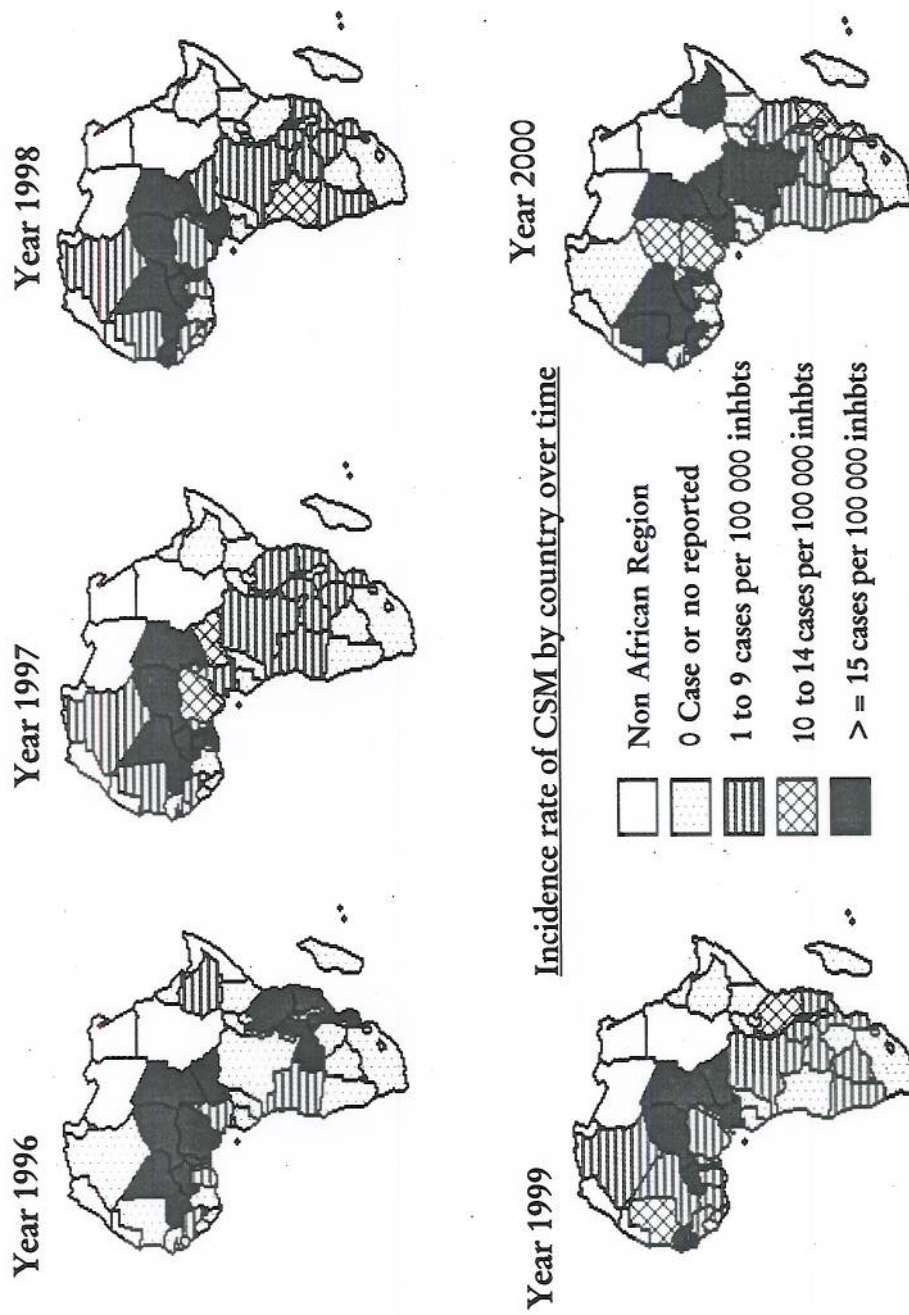 Year 1996
Year 1997
Year 1998
Incidence rate of CSM by country over time
Year 1999
Year 2000
Non African Region
0 Case or no reported
1 to 9 cases per 100 000 inhbts
10 to 14 cases per 100 000 inhbts
> = 15 cases per 100 000 inhbts